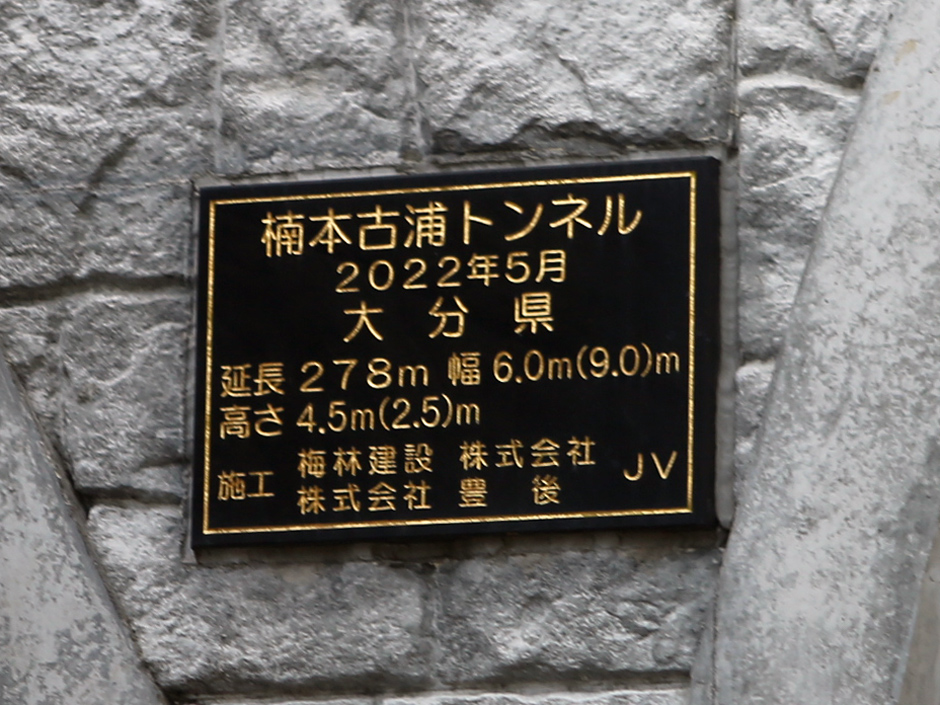 楠本古浦トンネル
2022年5月
大分県
延長 278m 幅 6.0m(9.0)m
高さ 4.5m(2.5)m
施工 梅林建設 株式会社 JV
株式会社 豊後